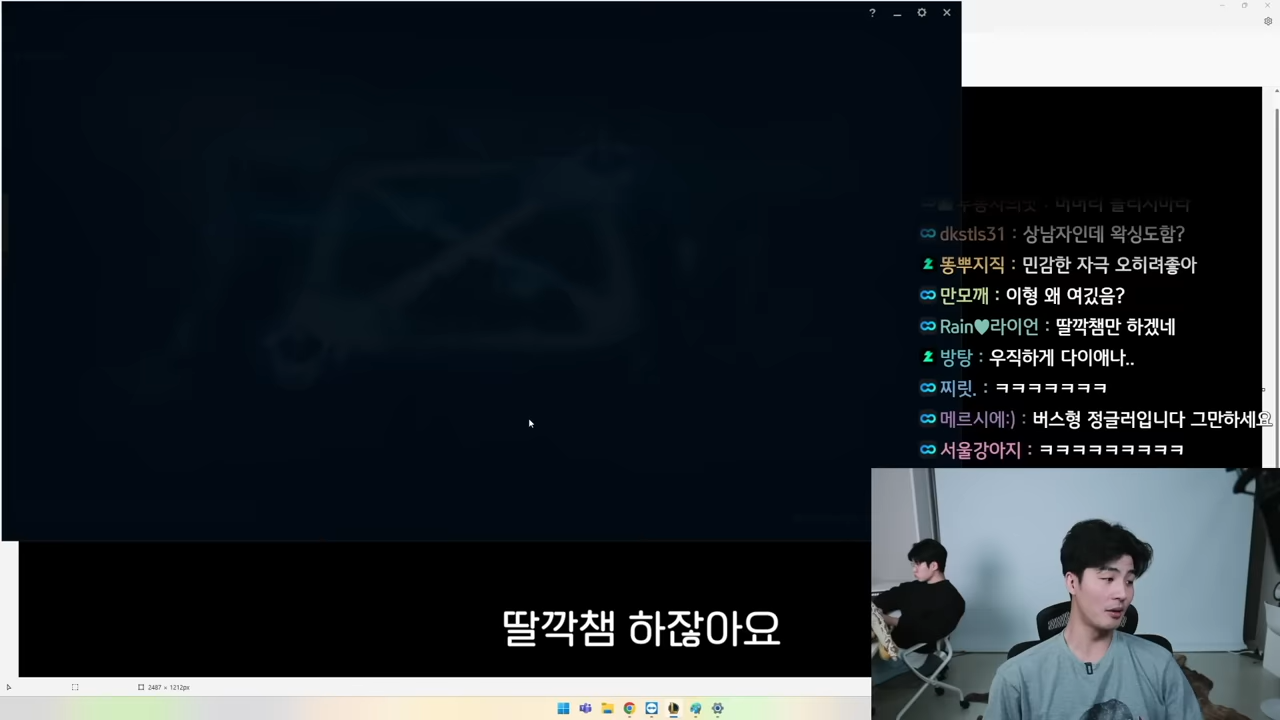 dkstls31 : 상남자인데 왁싱도함?
똥뿌지직 : 민감한 자극 오히려좋아
만모깨 : 이형 왜 여깄음?
Rain♥라이언 : 딸깍챔만 하겠네
방탕 : 우직하게 다이애나..
찌릿. : ㅋㅋㅋㅋㅋㅋㅋ
메르시에:) : 버스형 정글러입니다 그만하세요
서울강아지 : ㅋㅋㅋㅋㅋㅋㅋㅋㅋ
딸깍챔 하잖아요
2487 × 1212px